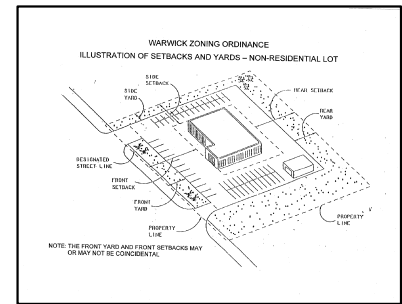 WARWICK ZONING ORDINANCE
ILLUSTRATION OF SETBACKS AND YARDS – NON-RESIDENTIAL LOT
SIDE
SETBACK
SIDE
YARD
REAR SETBACK
REAR
YARD
DESIGNATED
STREET LINE
FRONT
SETBACK
FRONT
YARD
PROPERTY
LINE
PROPERTY
LINE
NOTE: THE FRONT YARD AND FRONT SETBACKS MAY
OR MAY NOT BE COINCIDENTAL